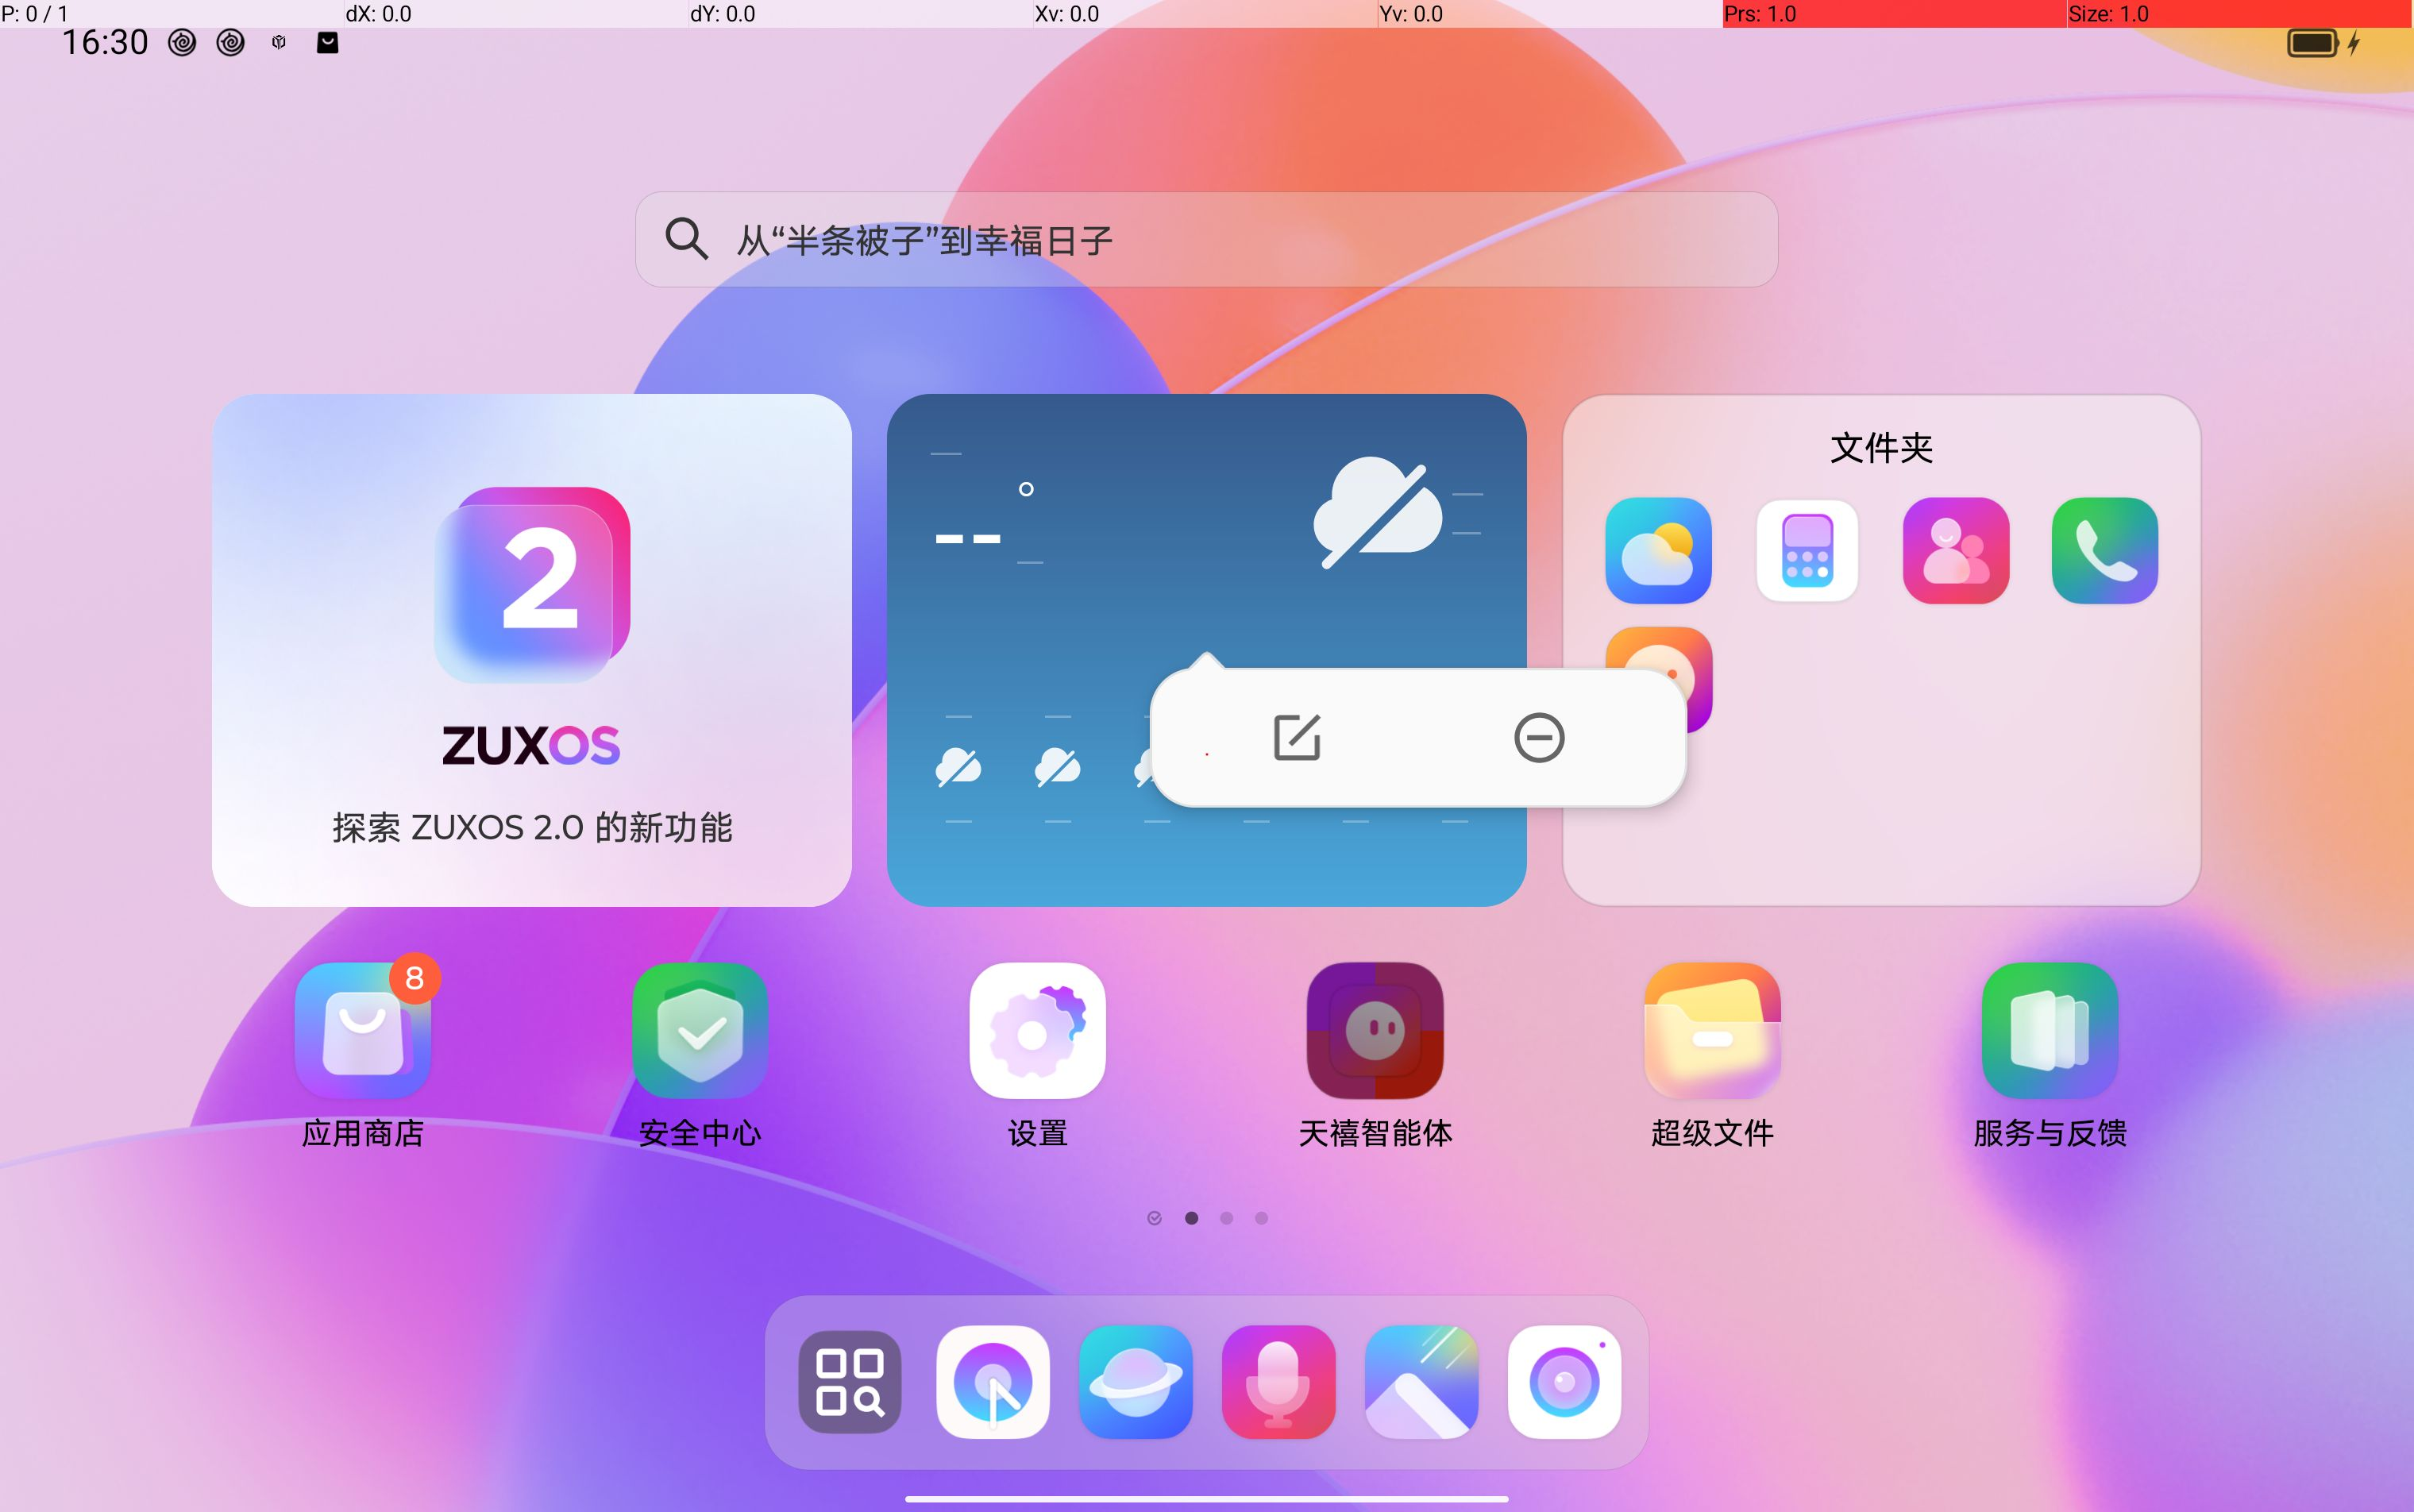 P: 0 / 1 dX: 0.0 dY: 0.0 Xv: 0.0 Yv: 0.0 Prs: 1.0 Size: 1.0
16:30
从“半条被子”到幸福日子
2
ZUXOS
探索 ZUXOS 2.0 的新功能
--°
文件夹
8
应用商店 安全中心 设置 天禧智能体 超级文件 服务与反馈